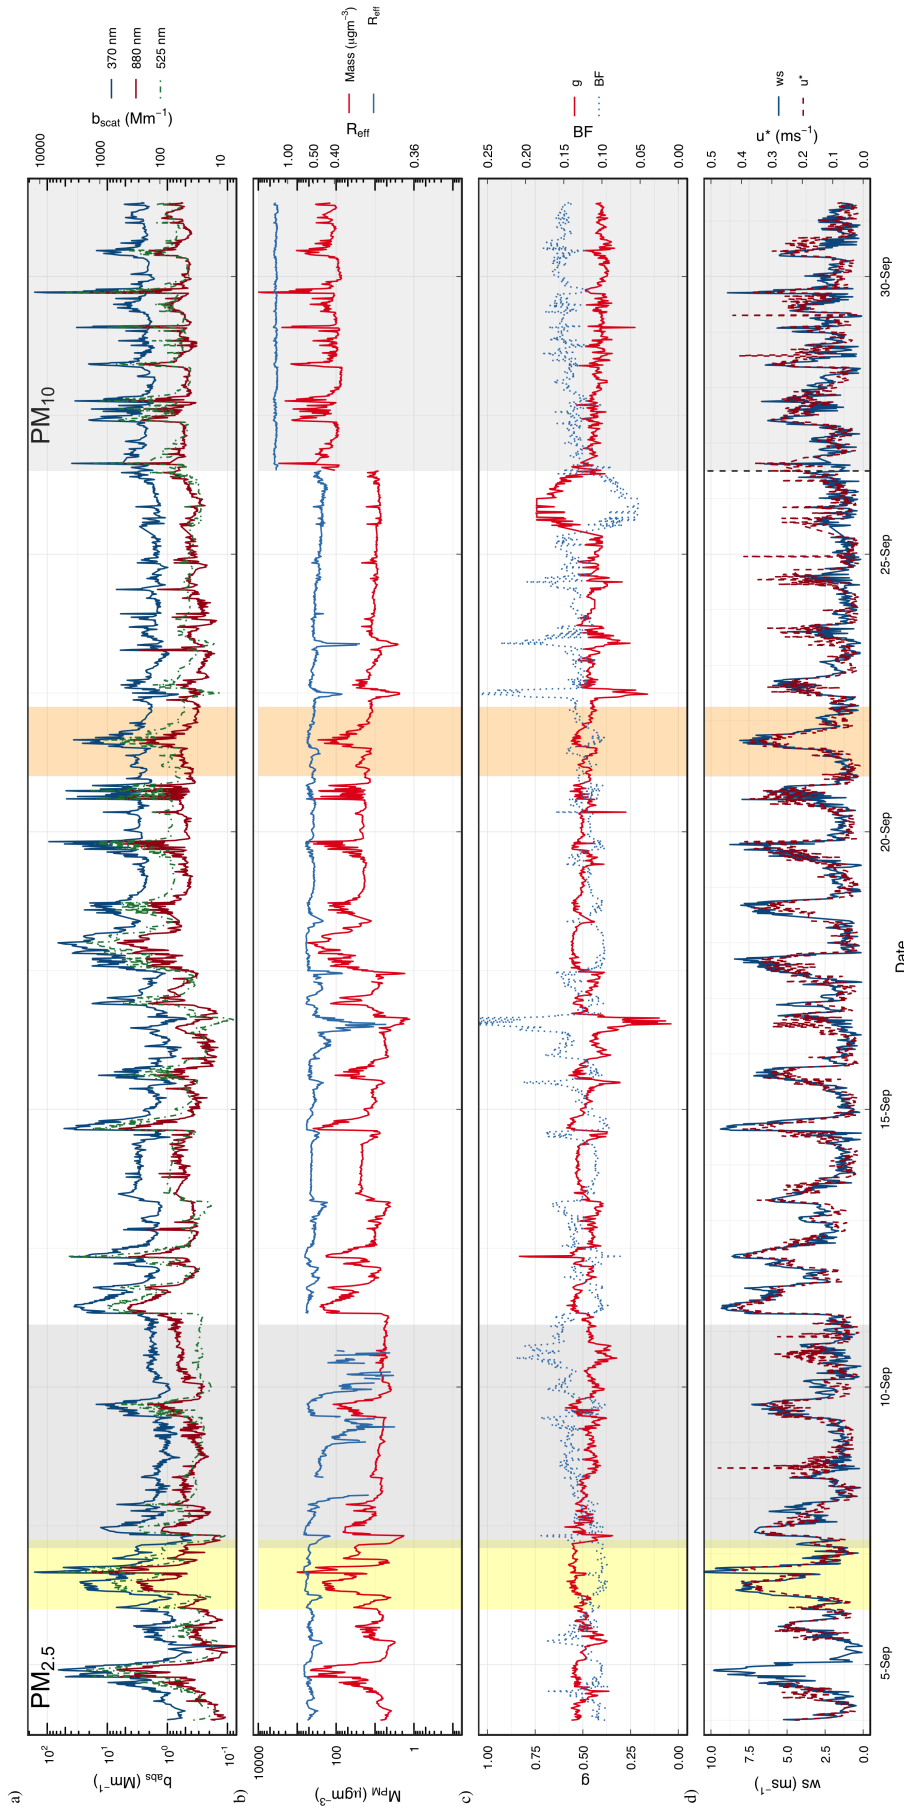 a)
PM2.5
PM10
babs (Mm−1)
10-2
10-1
10
10-1
bscat (Mm−1)
10000
1000
100
10
370 nm
880 nm
525 nm
b)
MPM (μgm−3)
10000
100
1
Reff
1.00
0.50
0.40
0.36
Mass (μgm−3)
Reff
c)
g
1.00
0.75
0.50
0.25
0.00
BF
0.25
0.20
0.15
0.10
0.05
0.00
g
BF
d)
ws (ms−1)
10.0
7.5
5.0
2.5
0.0
u* (ms−1)
0.5
0.4
0.3
0.2
0.1
0.0
ws
u*
5-Sep
10-Sep
15-Sep
20-Sep
25-Sep
30-Sep
Date